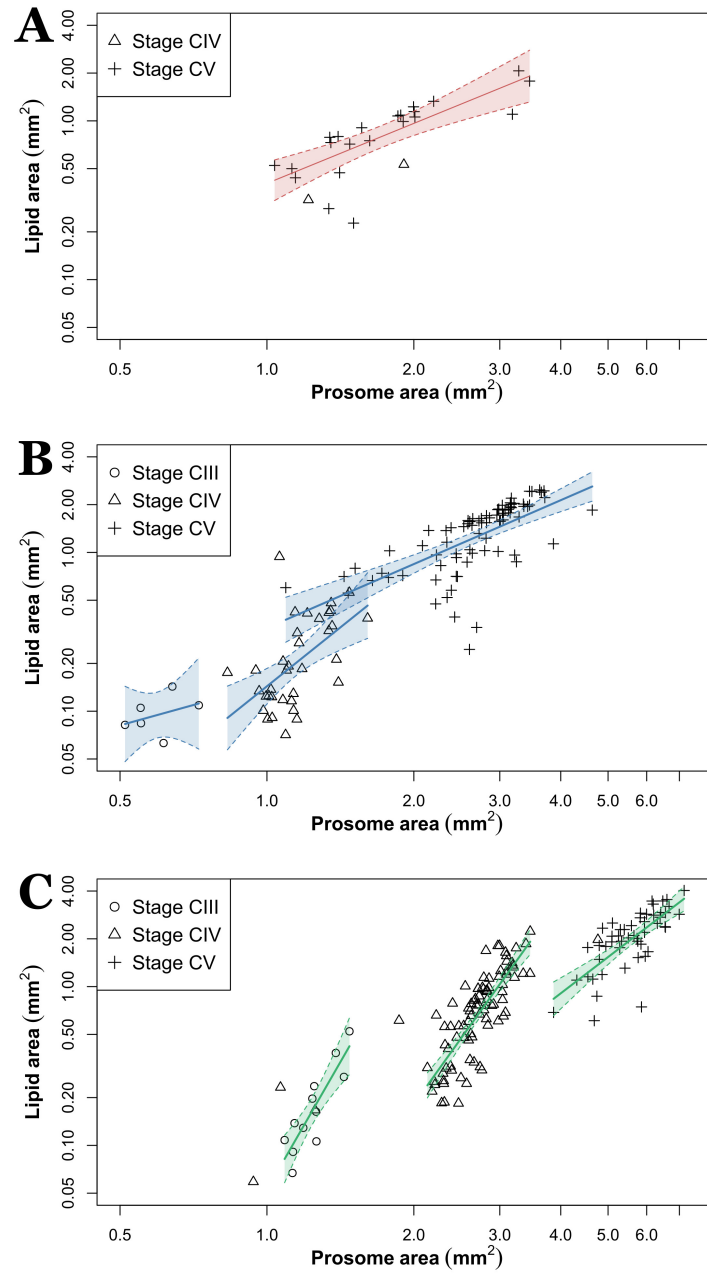 A
Stage CIV
Stage CV
4.00
2.00
1.00
0.50
0.20
0.10
0.05
Lipid area (mm²)
0.5 1.0 2.0 3.0 4.0 5.0 6.0
Prosome area (mm²)
B
Stage CIII
Stage CIV
Stage CV
4.00
2.00
1.00
0.50
0.20
0.10
0.05
Lipid area (mm²)
0.5 1.0 2.0 3.0 4.0 5.0 6.0
Prosome area (mm²)
C
Stage CIII
Stage CIV
Stage CV
4.00
2.00
1.00
0.50
0.20
0.10
0.05
Lipid area (mm²)
0.5 1.0 2.0 3.0 4.0 5.0 6.0
Prosome area (mm²)